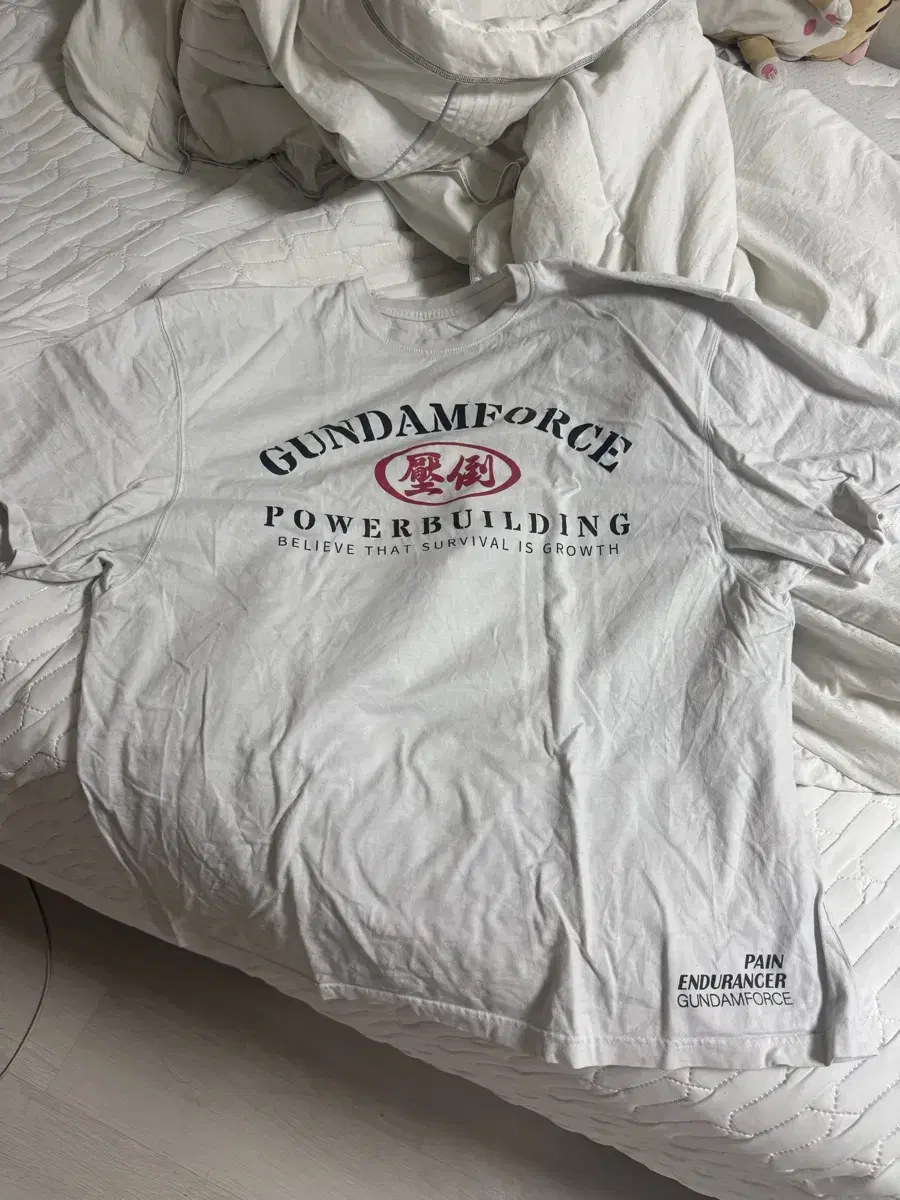 GUNDAMFORCE
壓倒
POWERBUILDING
BELIEVE THAT SURVIVAL IS GROWTH
PAIN
ENDURANCER
GUNDAMFORCE